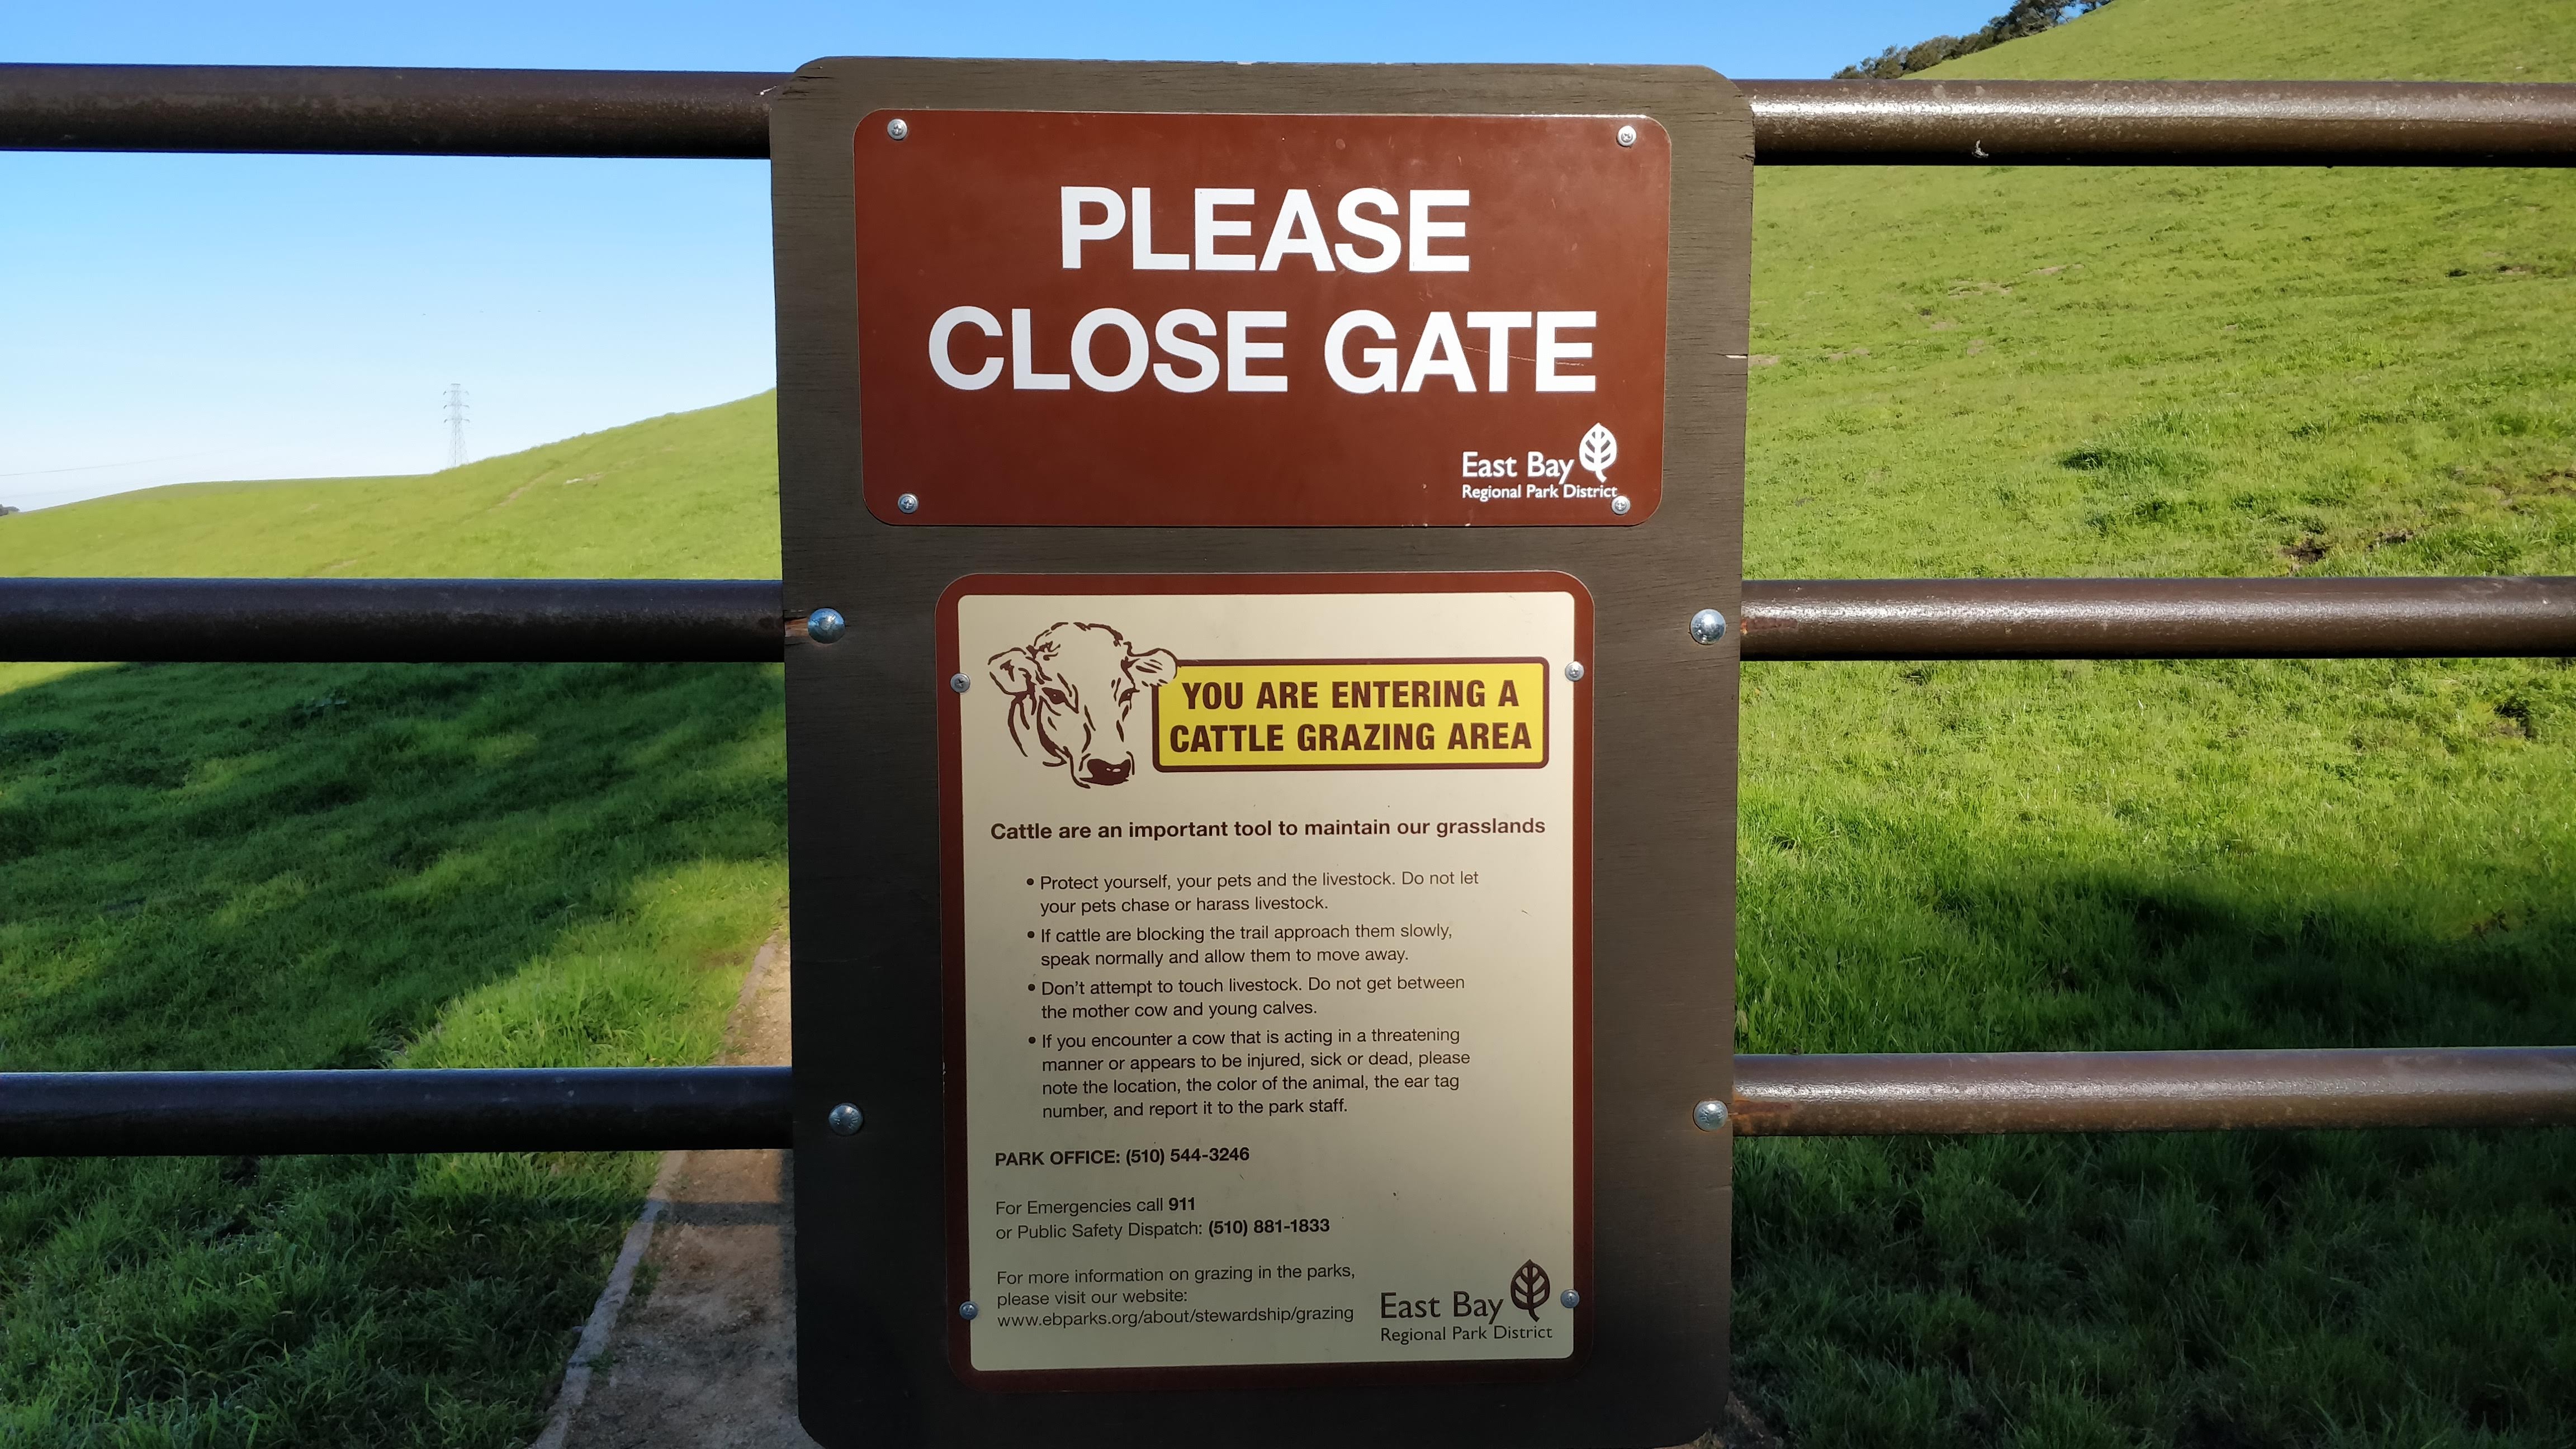 PLEASE
CLOSE GATE
East Bay
Regional Park District
YOU ARE ENTERING A
CATTLE GRAZING AREA
Cattle are an important tool to maintain our grasslands
• Protect yourself, your pets and the livestock. Do not let
your pets chase or harass livestock.
• If cattle are blocking the trail approach them slowly,
speak normally and allow them to move away.
• Don't attempt to touch livestock. Do not get between
the mother cow and young calves.
• If you encounter a cow that is acting in a threatening
manner or appears to be injured, sick or dead, please
note the location, the color of the animal, the ear tag
number, and report it to the park staff.
PARK OFFICE: (510) 544-3246
For Emergencies call 911
or Public Safety Dispatch: (510) 881-1833
For more information on grazing in the parks,
please visit our website:
www.ebparks.org/about/stewardship/grazing
East Bay
Regional Park District